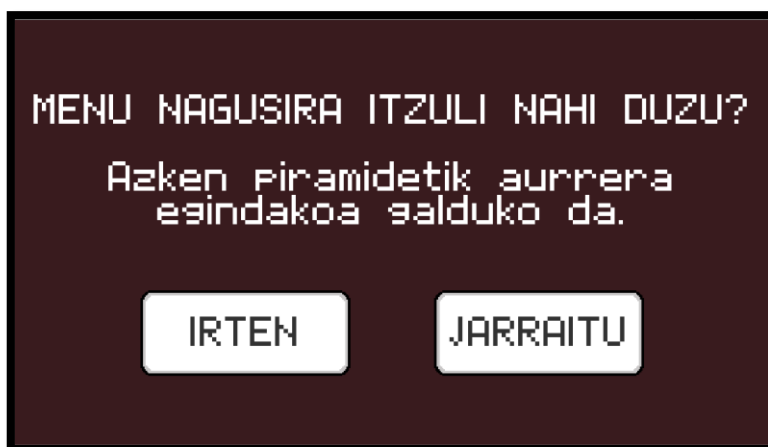 MENU NAGUSIRA ITZULI NAHI DUZU?
Azken piramidetik aurrera
egindakoa galduko da.
IRTEN
JARRAITU